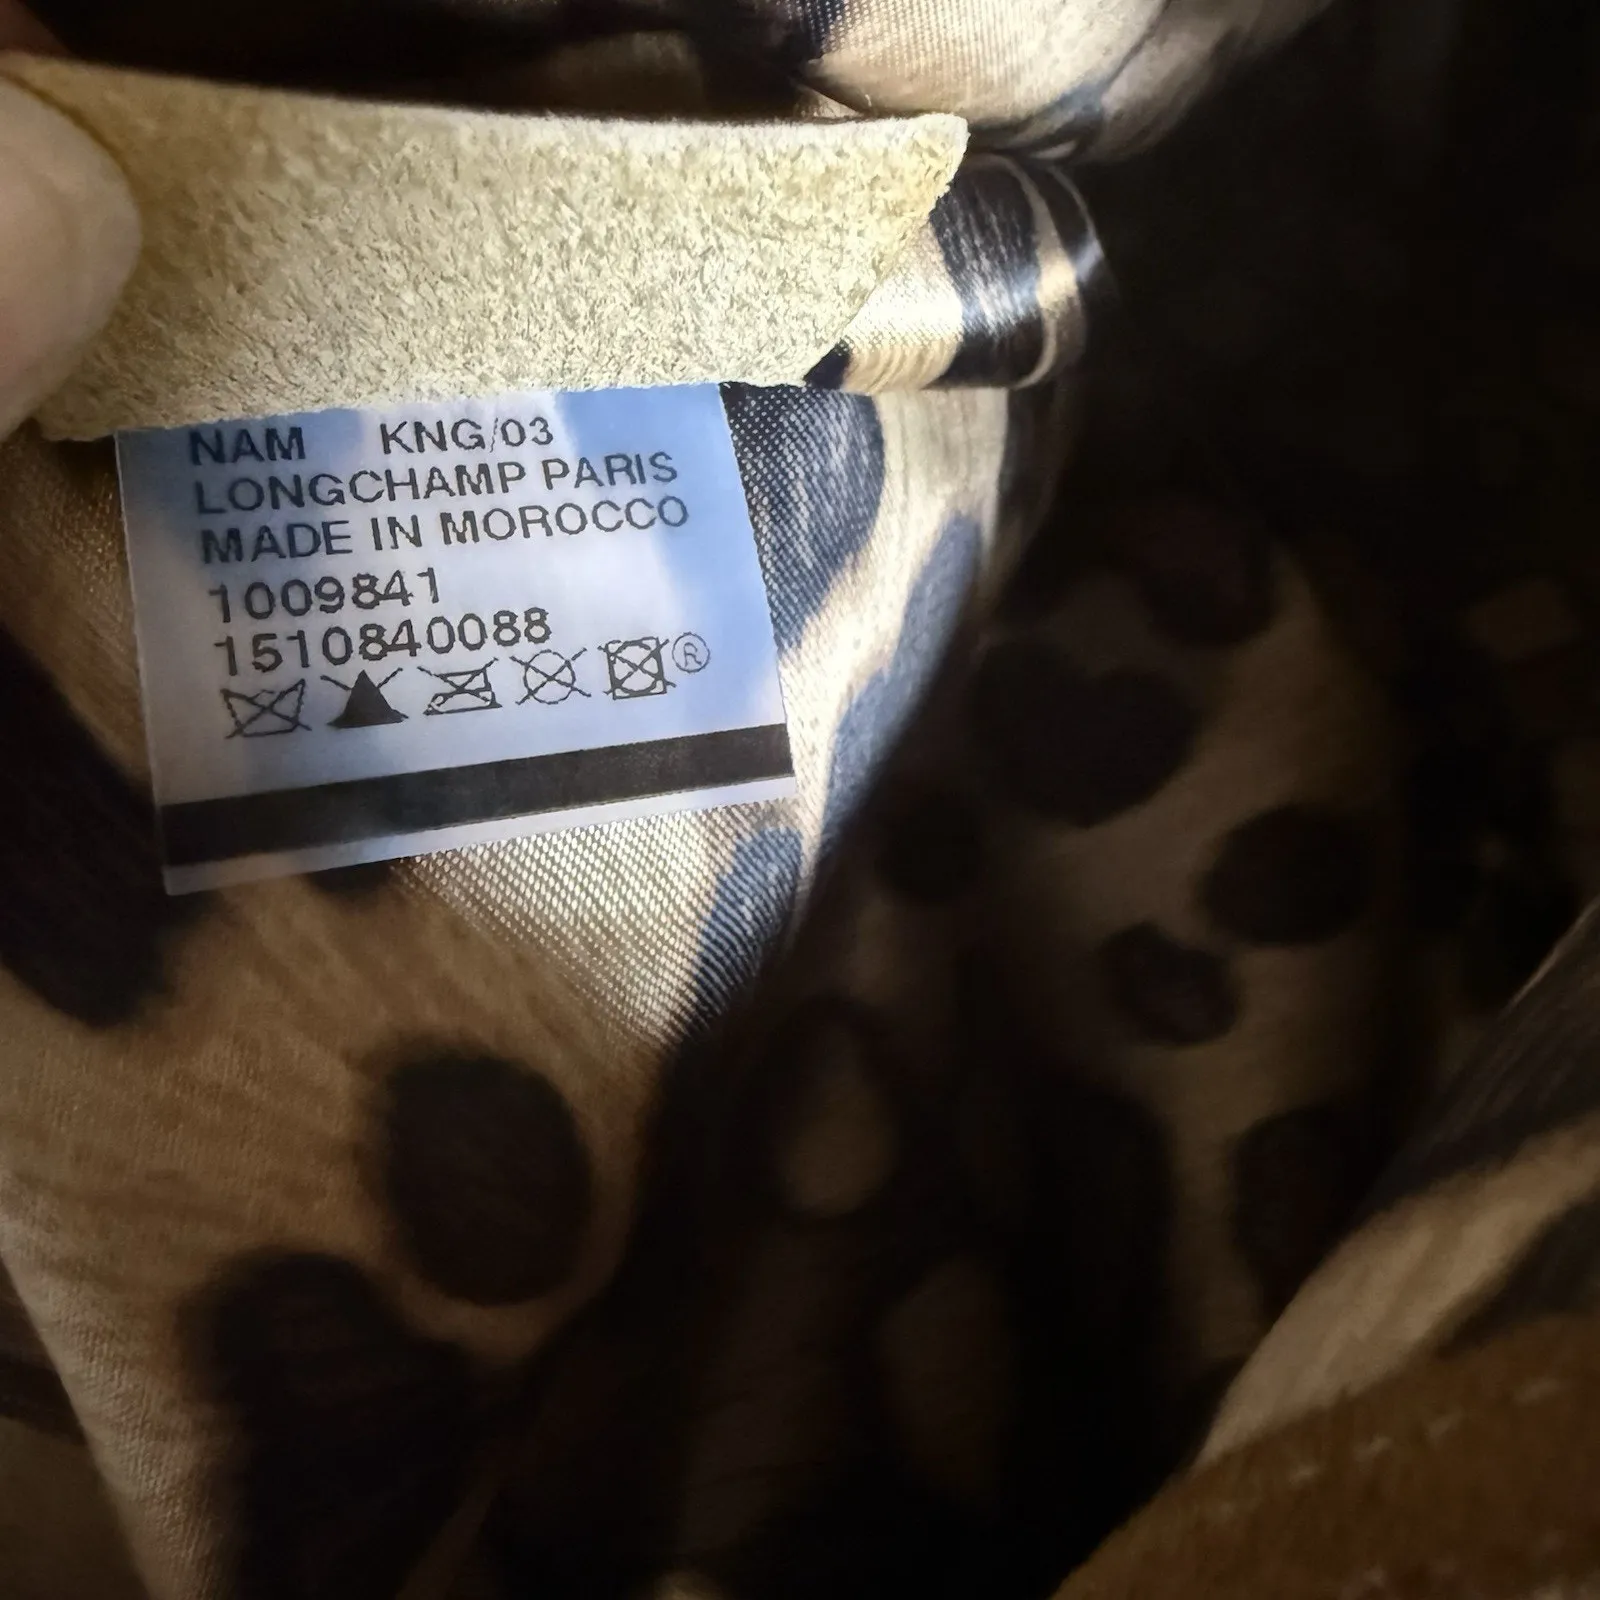 NAM KNG/03
LONGCHAMP PARIS
MADE IN MOROCCO
1009841
1510840088
®